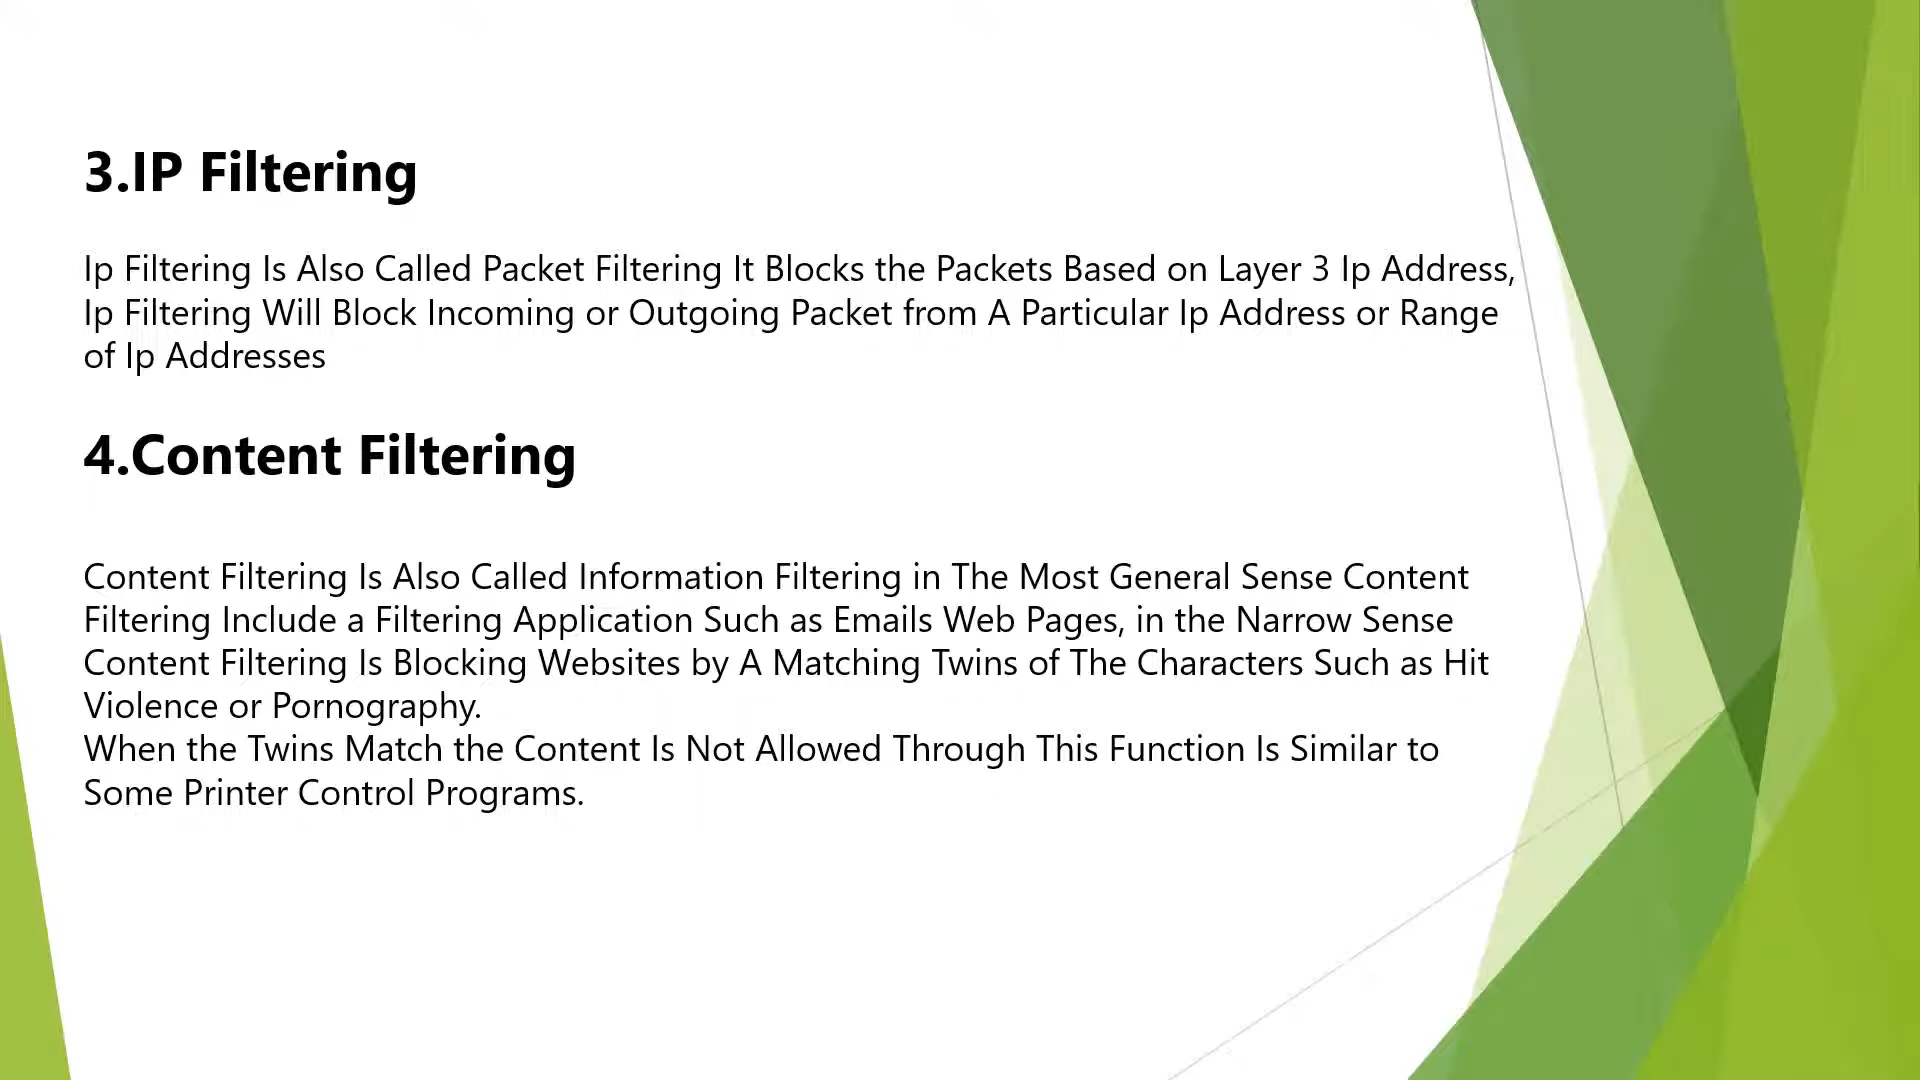 3.IP Filtering
Ip Filtering Is Also Called Packet Filtering It Blocks the Packets Based on Layer 3 Ip Address,
Ip Filtering Will Block Incoming or Outgoing Packet from A Particular Ip Address or Range
of Ip Addresses
4.Content Filtering
Content Filtering Is Also Called Information Filtering in The Most General Sense Content
Filtering Include a Filtering Application Such as Emails Web Pages, in the Narrow Sense
Content Filtering Is Blocking Websites by A Matching Twins of The Characters Such as Hit
Violence or Pornography.
When the Twins Match the Content Is Not Allowed Through This Function Is Similar to
Some Printer Control Programs.